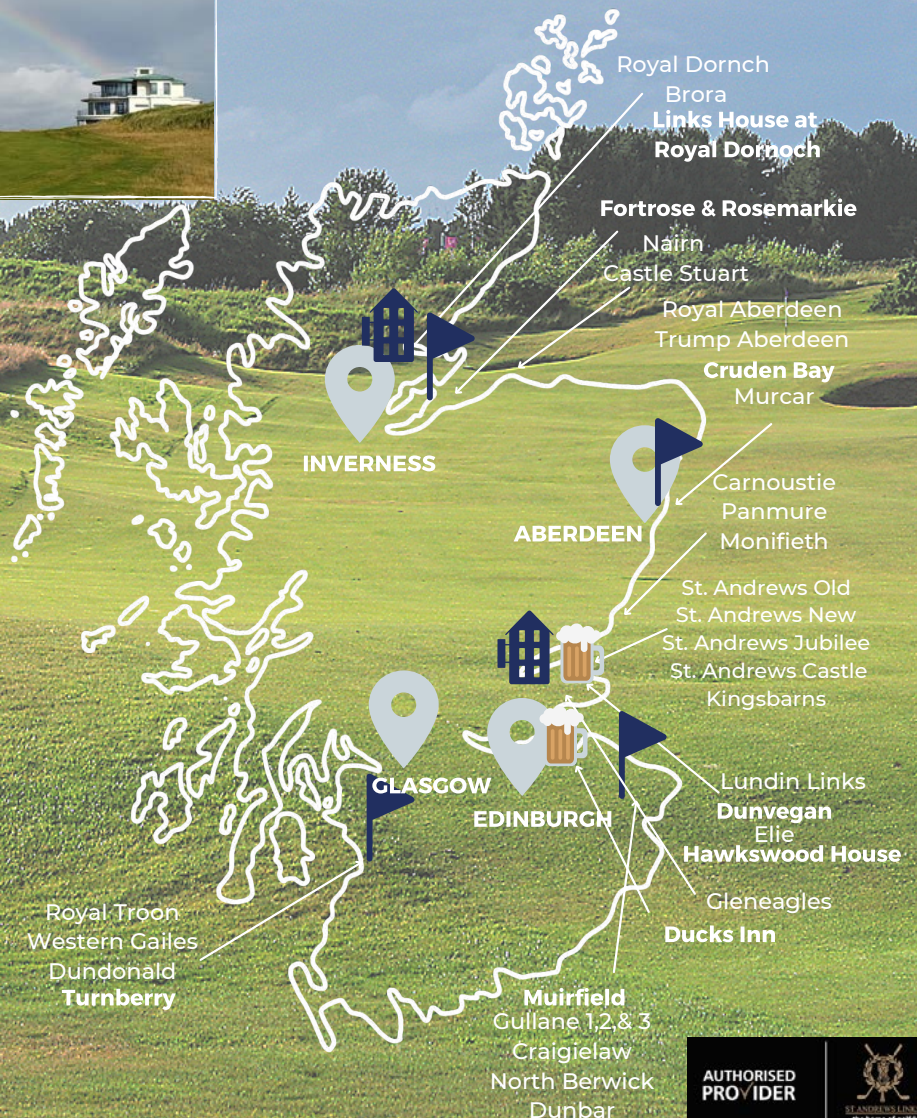 Royal Dornch
Brora
Links House at
Royal Dornoch
Fortrose & Rosemarkie
Nairn
Castle Stuart
Royal Aberdeen
Trump Aberdeen
Cruden Bay
Murcar
INVERNESS
ABERDEEN
Carnoustie
Panmure
Monifieth
St. Andrews Old
St. Andrews New
St. Andrews Jubilee
St. Andrews Castle
Kingsbarns
GLASGOW
EDINBURGH
Lundin Links
Dunvegan
Elie
Hawkswood House
Gleneagles
Ducks Inn
Royal Troon
Western Gailes
Dundonald
Turnberry
Muirfield
Gullane 1,2,& 3
Craigielaw
North Berwick
Dunbar
AUTHORISED
PROVIDER
ST ANDREWS LINK